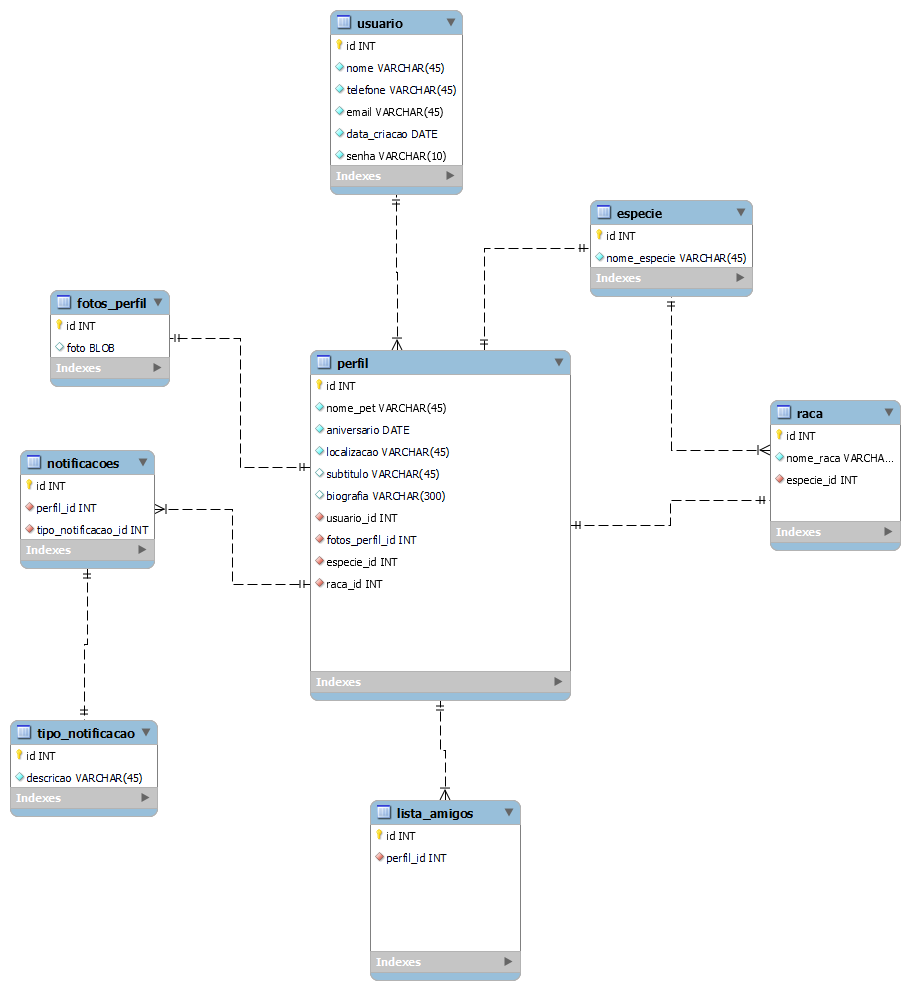 usuario
id INT
nome VARCHAR(45)
telefone VARCHAR(45)
email VARCHAR(45)
data_criacao DATE
senha VARCHAR(10)
Indexes
especie
id INT
nome_especie VARCHAR(45)
Indexes
fotos_perfil
id INT
foto BLOB
Indexes
perfil
id INT
nome_pet VARCHAR(45)
aniversario DATE
localizacao VARCHAR(45)
subtitulo VARCHAR(45)
biografia VARCHAR(300)
usuario_id INT
fotos_perfil_id INT
especie_id INT
raca_id INT
Indexes
raca
id INT
nome_raca VARCHA...
especie_id INT
Indexes
notificacoes
id INT
perfil_id INT
tipo_notificacao_id INT
Indexes
tipo_notificacao
id INT
descricao VARCHAR(45)
Indexes
lista_amigos
id INT
perfil_id INT
Indexes